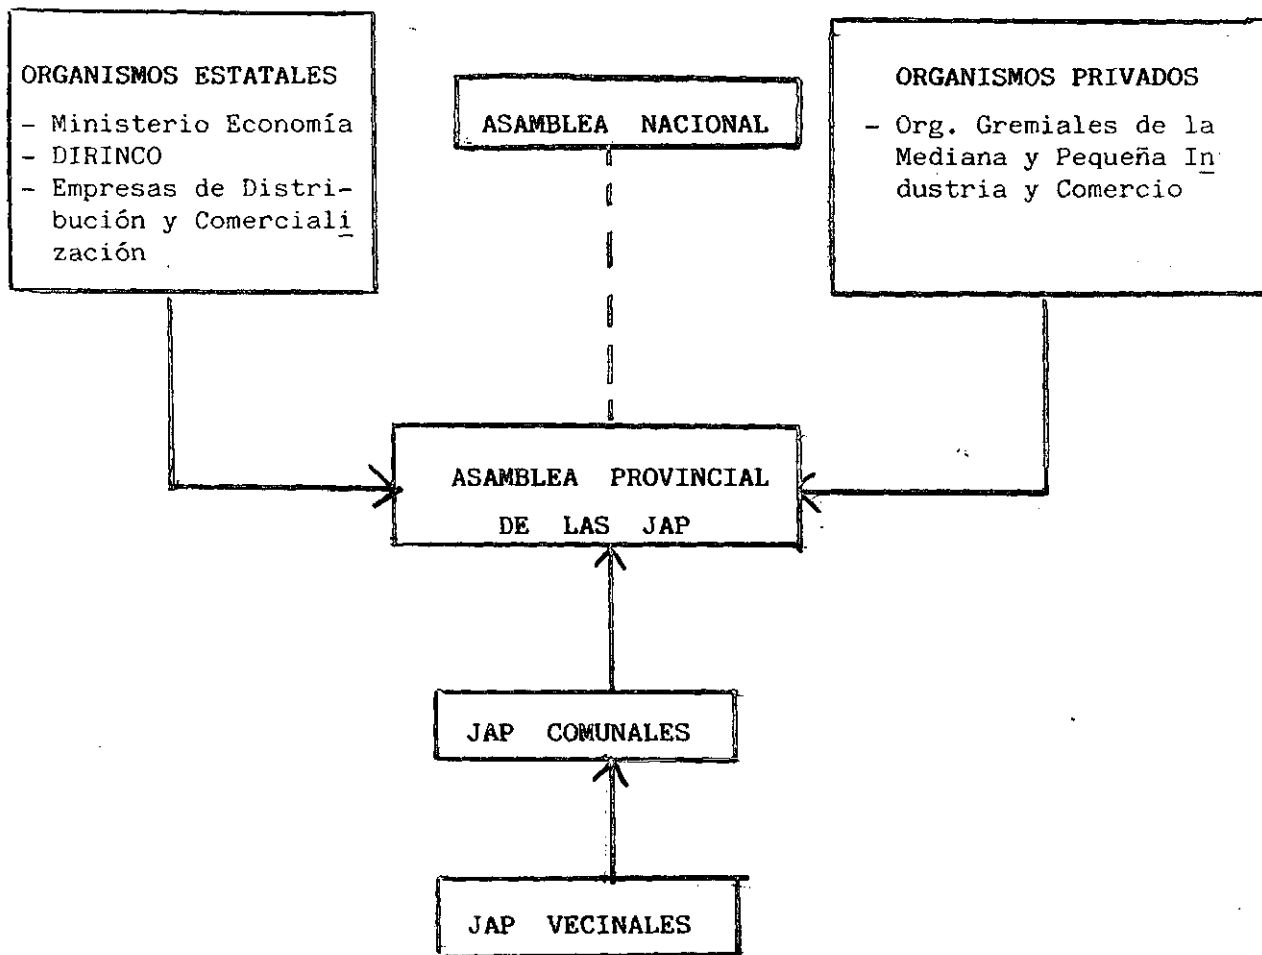 ORGANISMOS ESTATALES
- Ministerio Economía
- DIRINCO
- Empresas de Distri-
bución y Comerciali
zación
ASAMBLEA NACIONAL
ORGANISMOS PRIVADOS
- Org. Gremiales de la
Mediana y Pequeña In
dustria y Comercio
ASAMBLEA PROVINCIAL
DE LAS JAP
JAP COMUNALES
JAP VECINALES